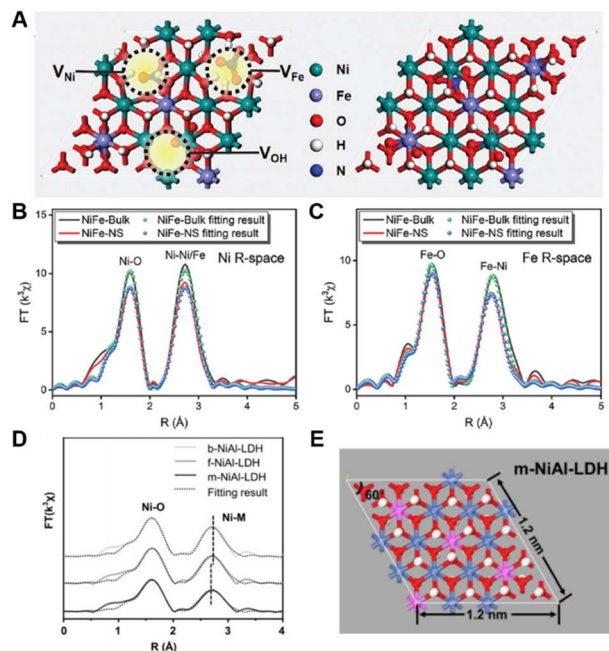 A
V_Ni
V_Fe
V_OH
Ni
Fe
O
H
N
B
NiFe-Bulk
NiFe-Bulk fitting result
NiFe-NS
NiFe-NS fitting result
Ni-O
Ni-Ni/Fe
Ni R-space
FT (k³χ)
15
10
5
0
0 1 2 3 4 5
R (Å)
C
NiFe-Bulk
NiFe-Bulk fitting result
NiFe-NS
NiFe-NS fitting result
Fe-O
Fe-Ni
Fe R-space
FT (k³χ)
15
10
5
0
0 1 2 3 4 5
R (Å)
D
b-NiAl-LDH
f-NiAl-LDH
m-NiAl-LDH
Fitting result
Ni-O
Ni-M
FT(k³χ)
0 1 2 3 4
R (Å)
E
m-NiAl-LDH
60°
1.2 nm
1.2 nm